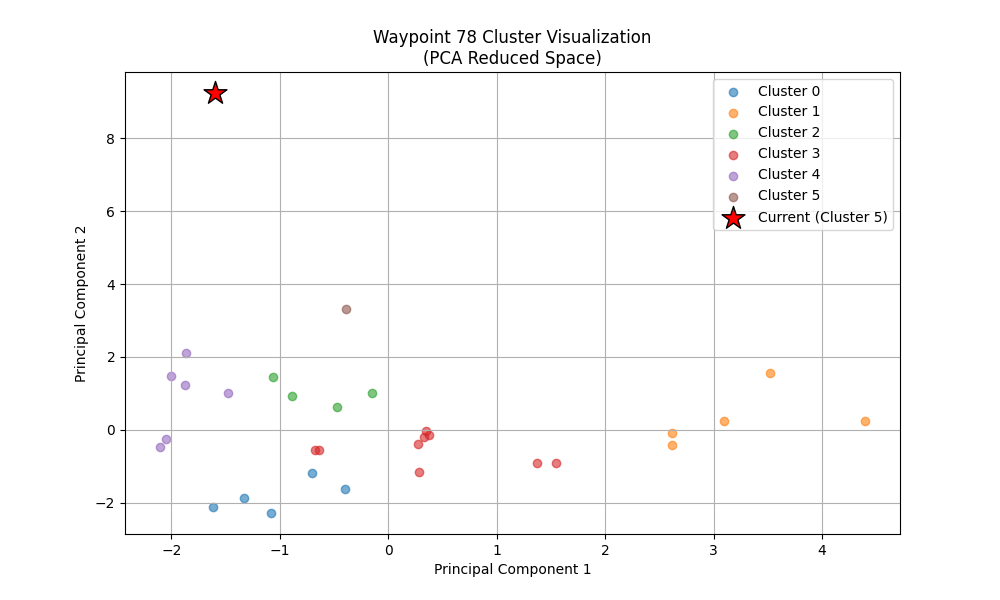 Waypoint 78 Cluster Visualization
(PCA Reduced Space)
Cluster 0
Cluster 1
Cluster 2
Cluster 3
Cluster 4
Cluster 5
Current (Cluster 5)
Principal Component 2
8
6
4
2
0
−2
−2
−1
0
1
2
3
4
Principal Component 1